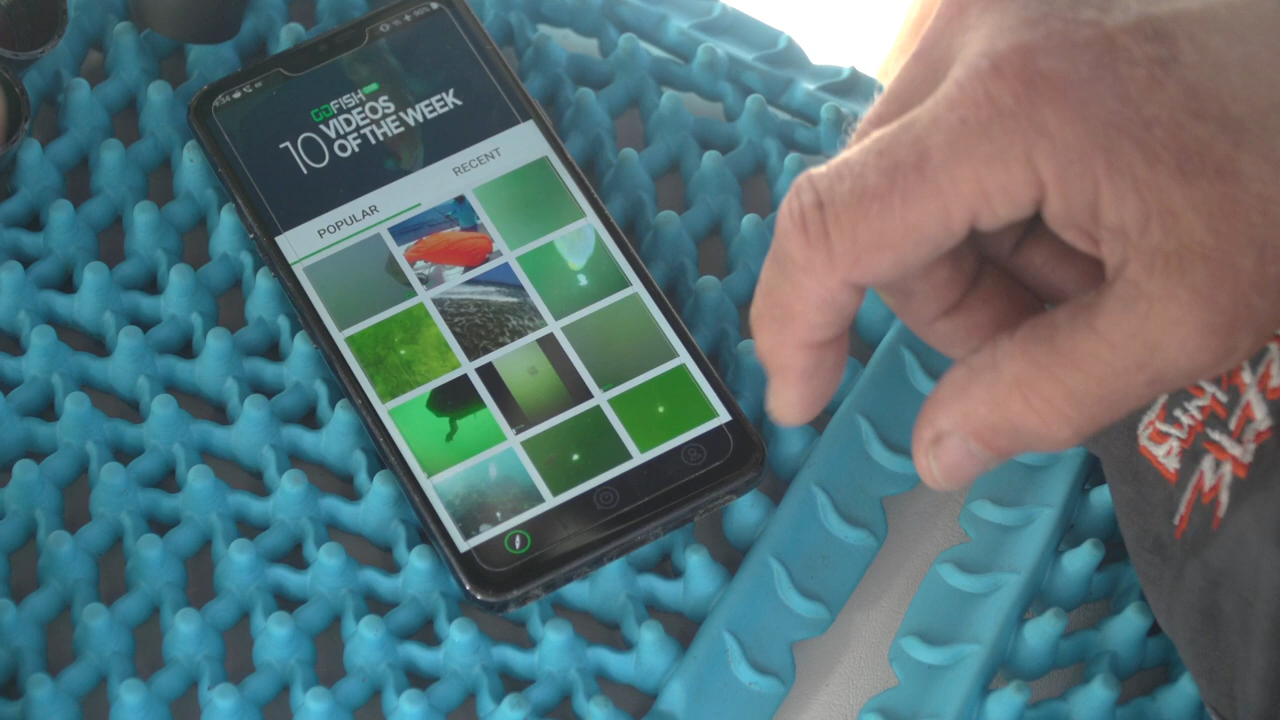 GOFISH
10 VIDEOS
OF THE WEEK
POPULAR
RECENT